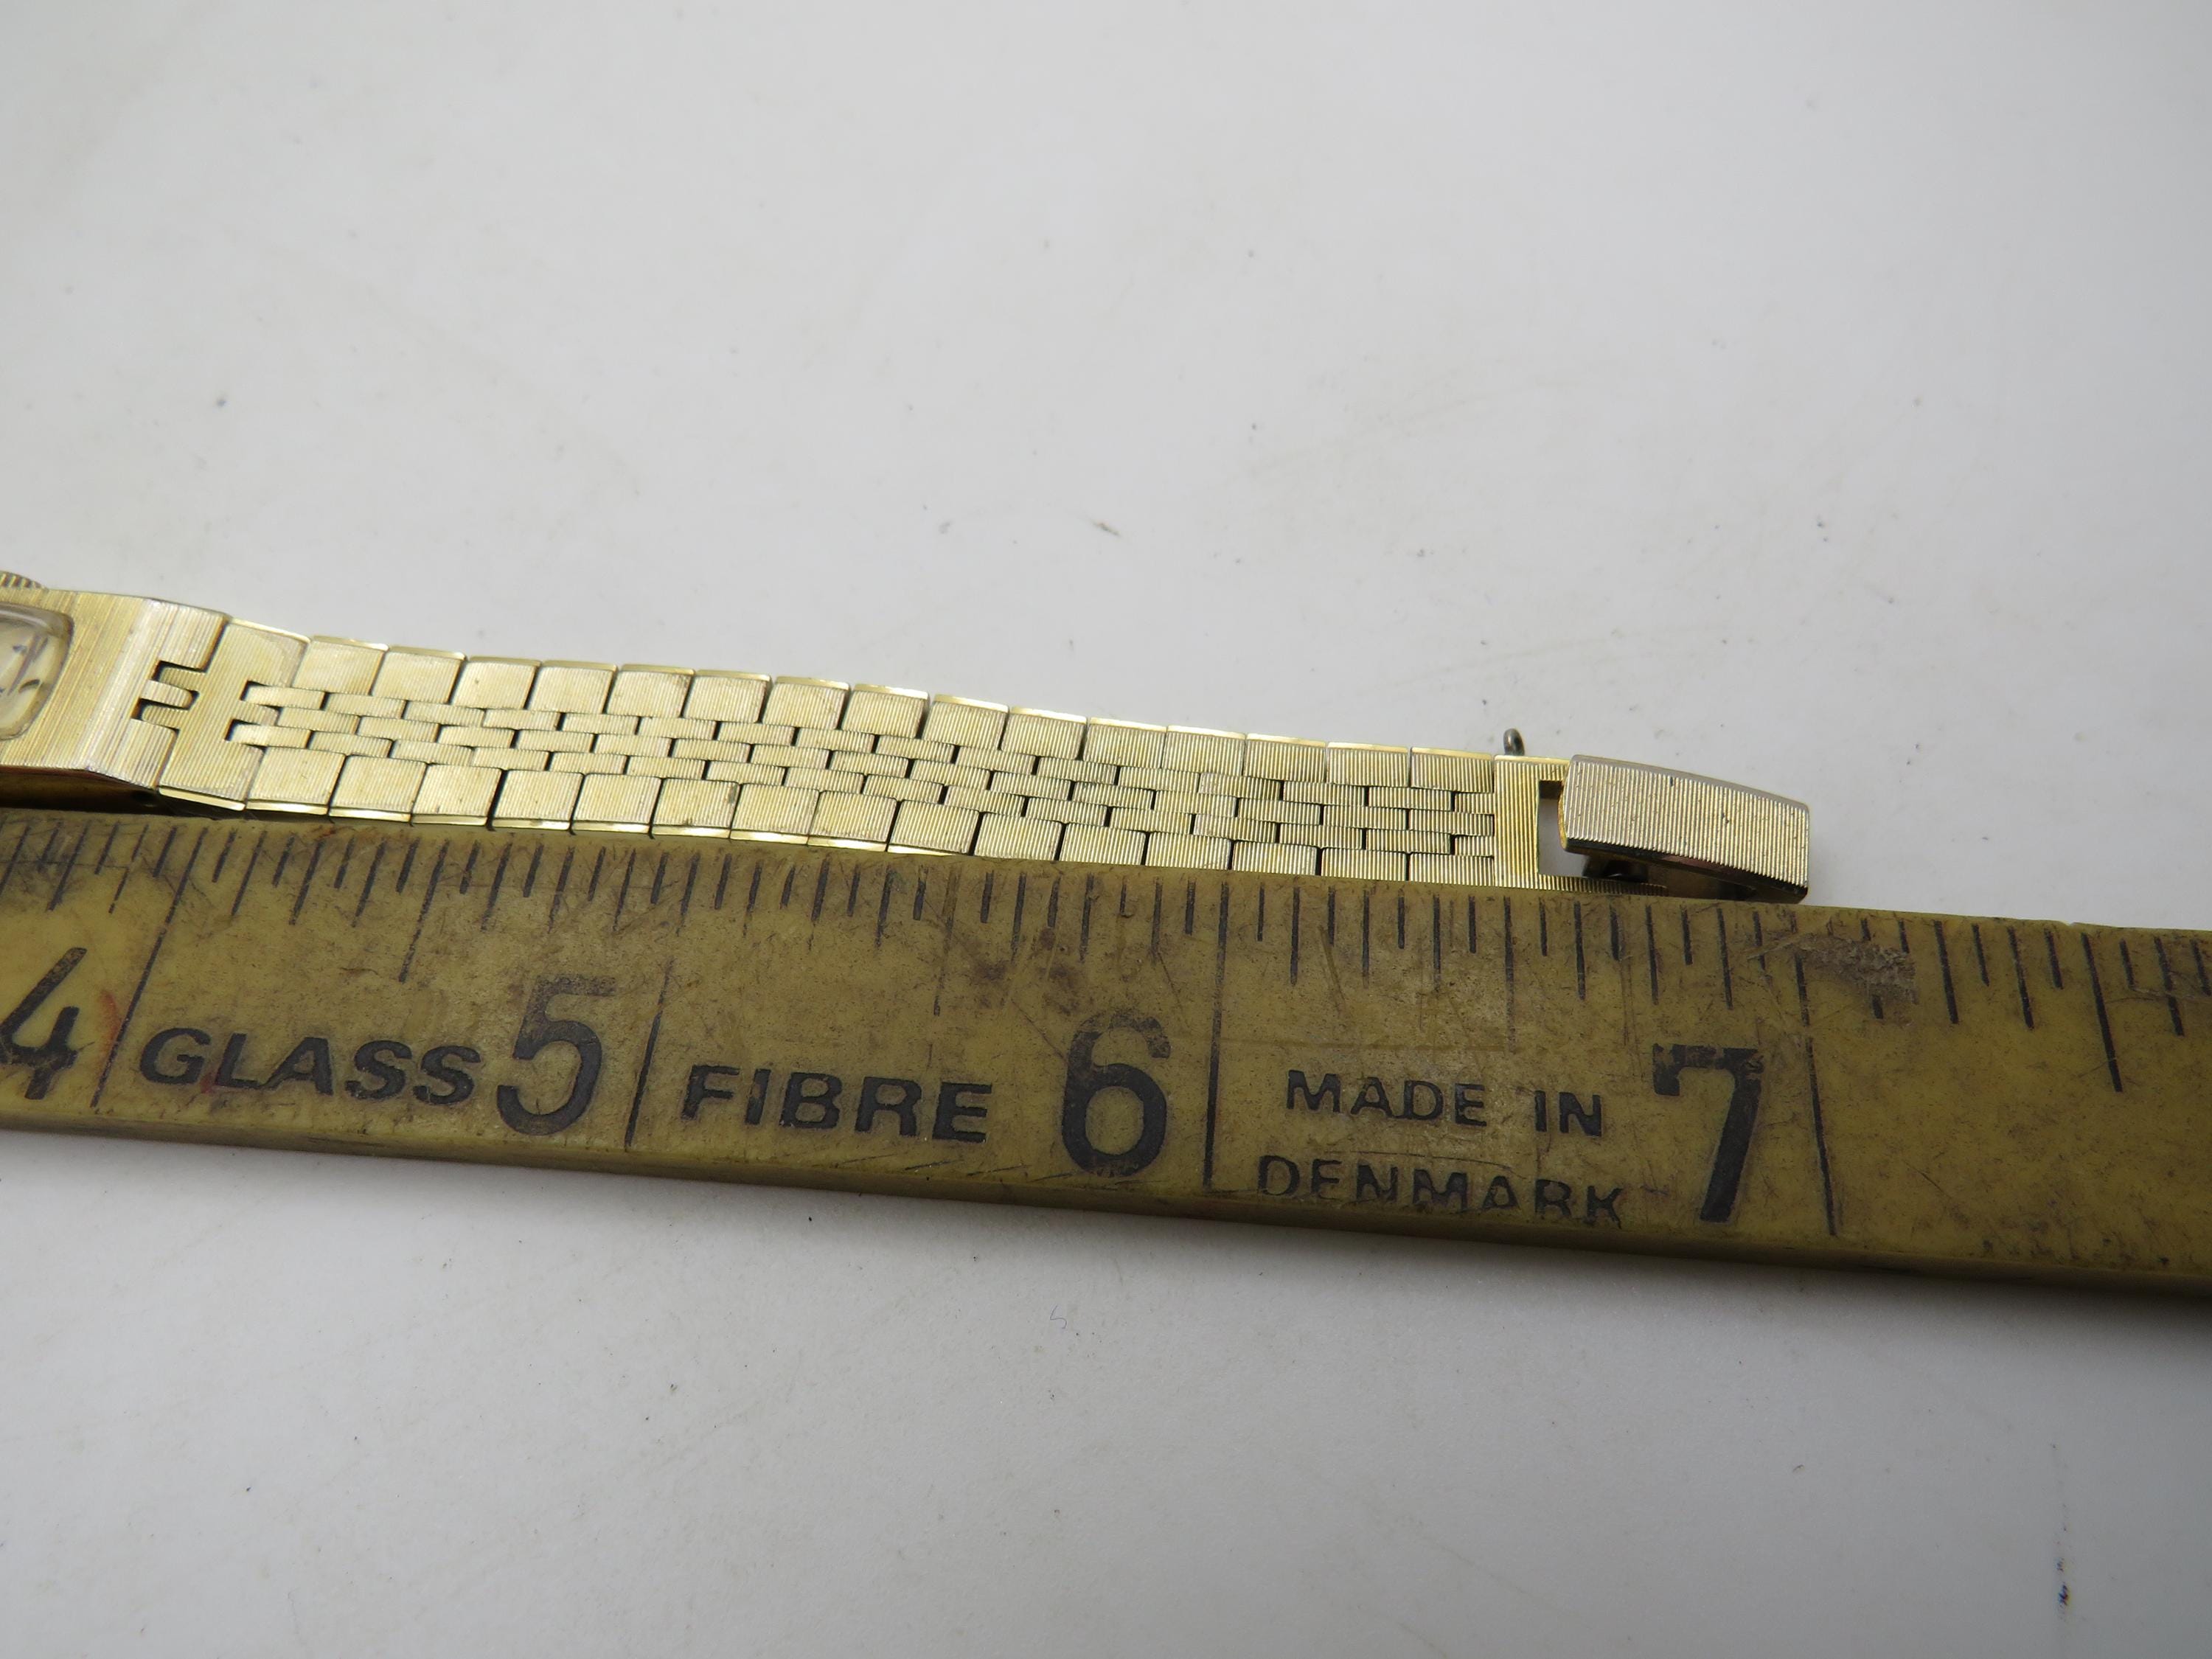 4 GLASS 5 FIBRE 6 MADE IN 7
DENMARK